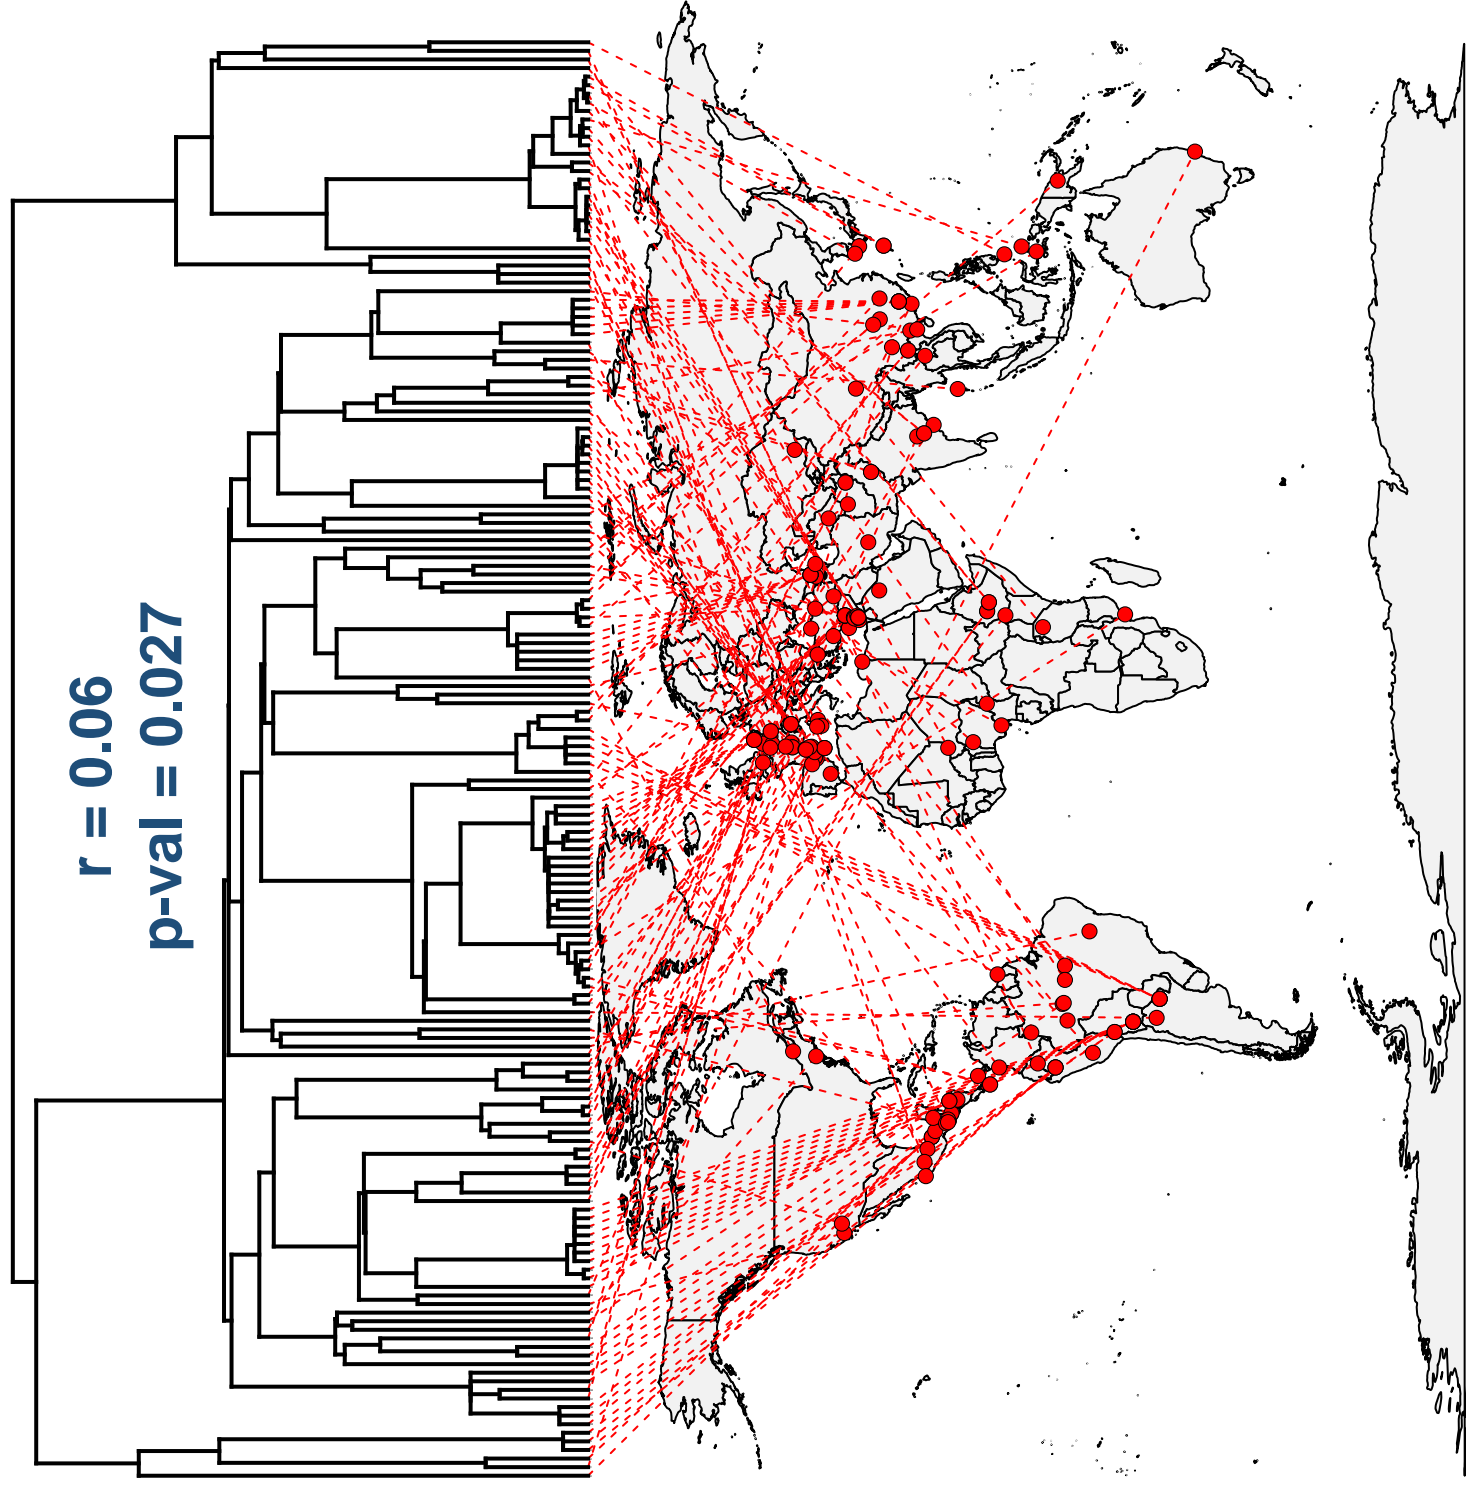 r = 0.06
p-val = 0.027